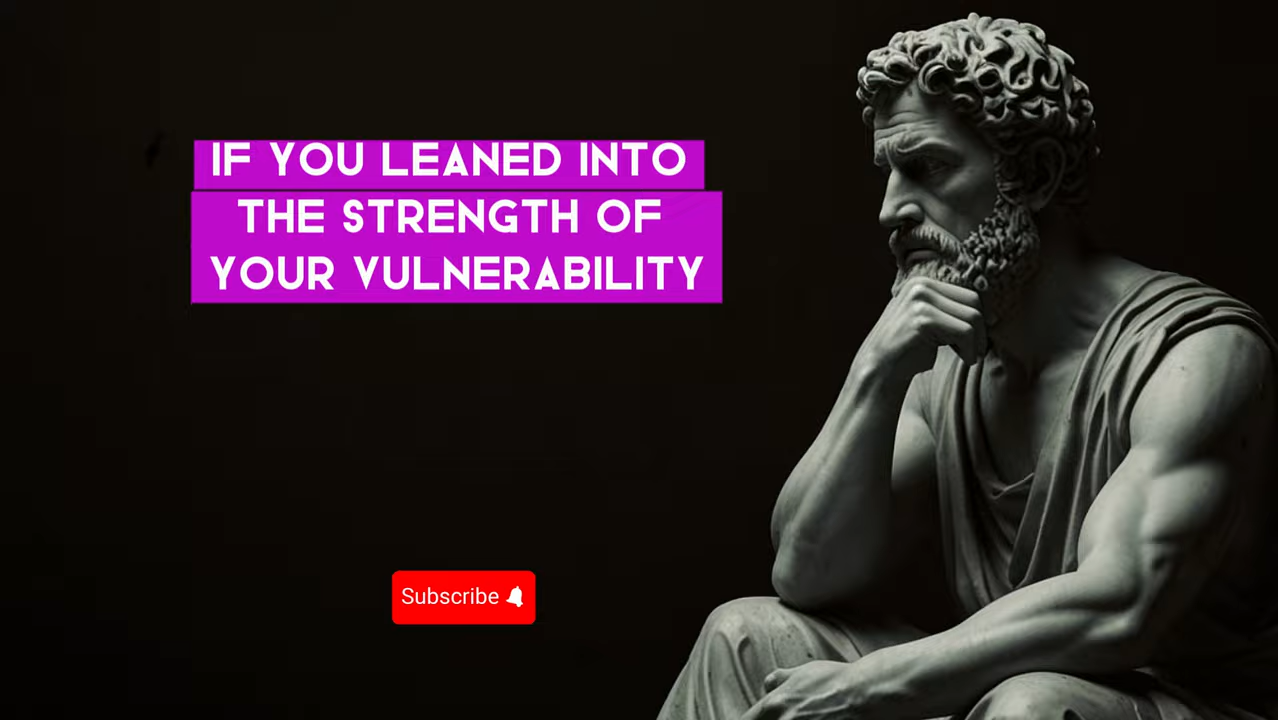 IF YOU LEANED INTO
THE STRENGTH OF
YOUR VULNERABILITY
Subscribe